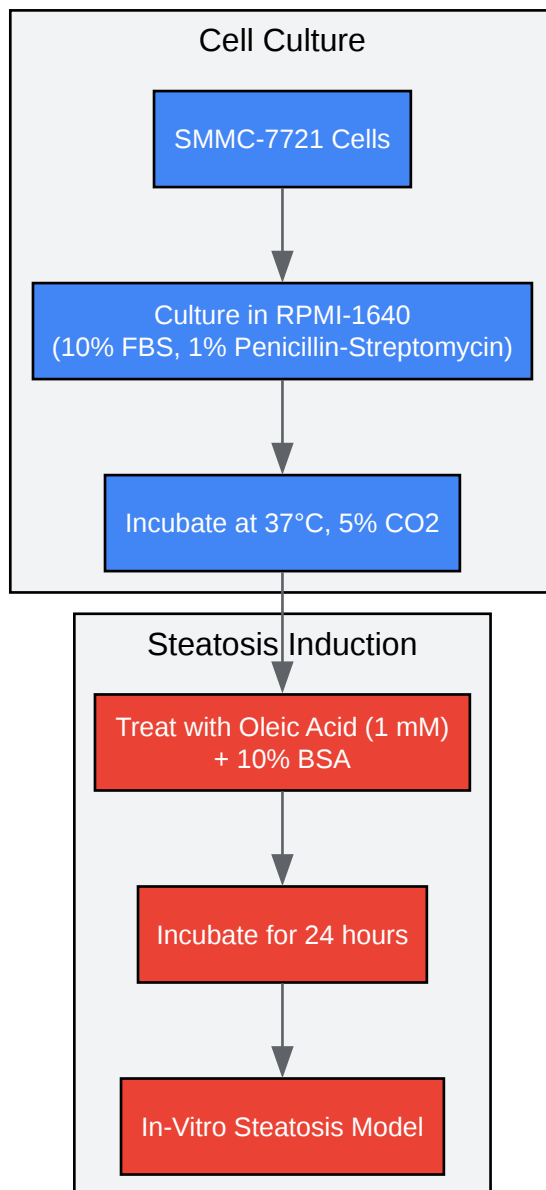 Cell Culture
SMMC-7721 Cells
Culture in RPMI-1640
(10% FBS, 1% Penicillin-Streptomycin)
Incubate at 37°C, 5% CO2
Steatosis Induction
Treat with Oleic Acid (1 mM)
+ 10% BSA
Incubate for 24 hours
In-Vitro Steatosis Model